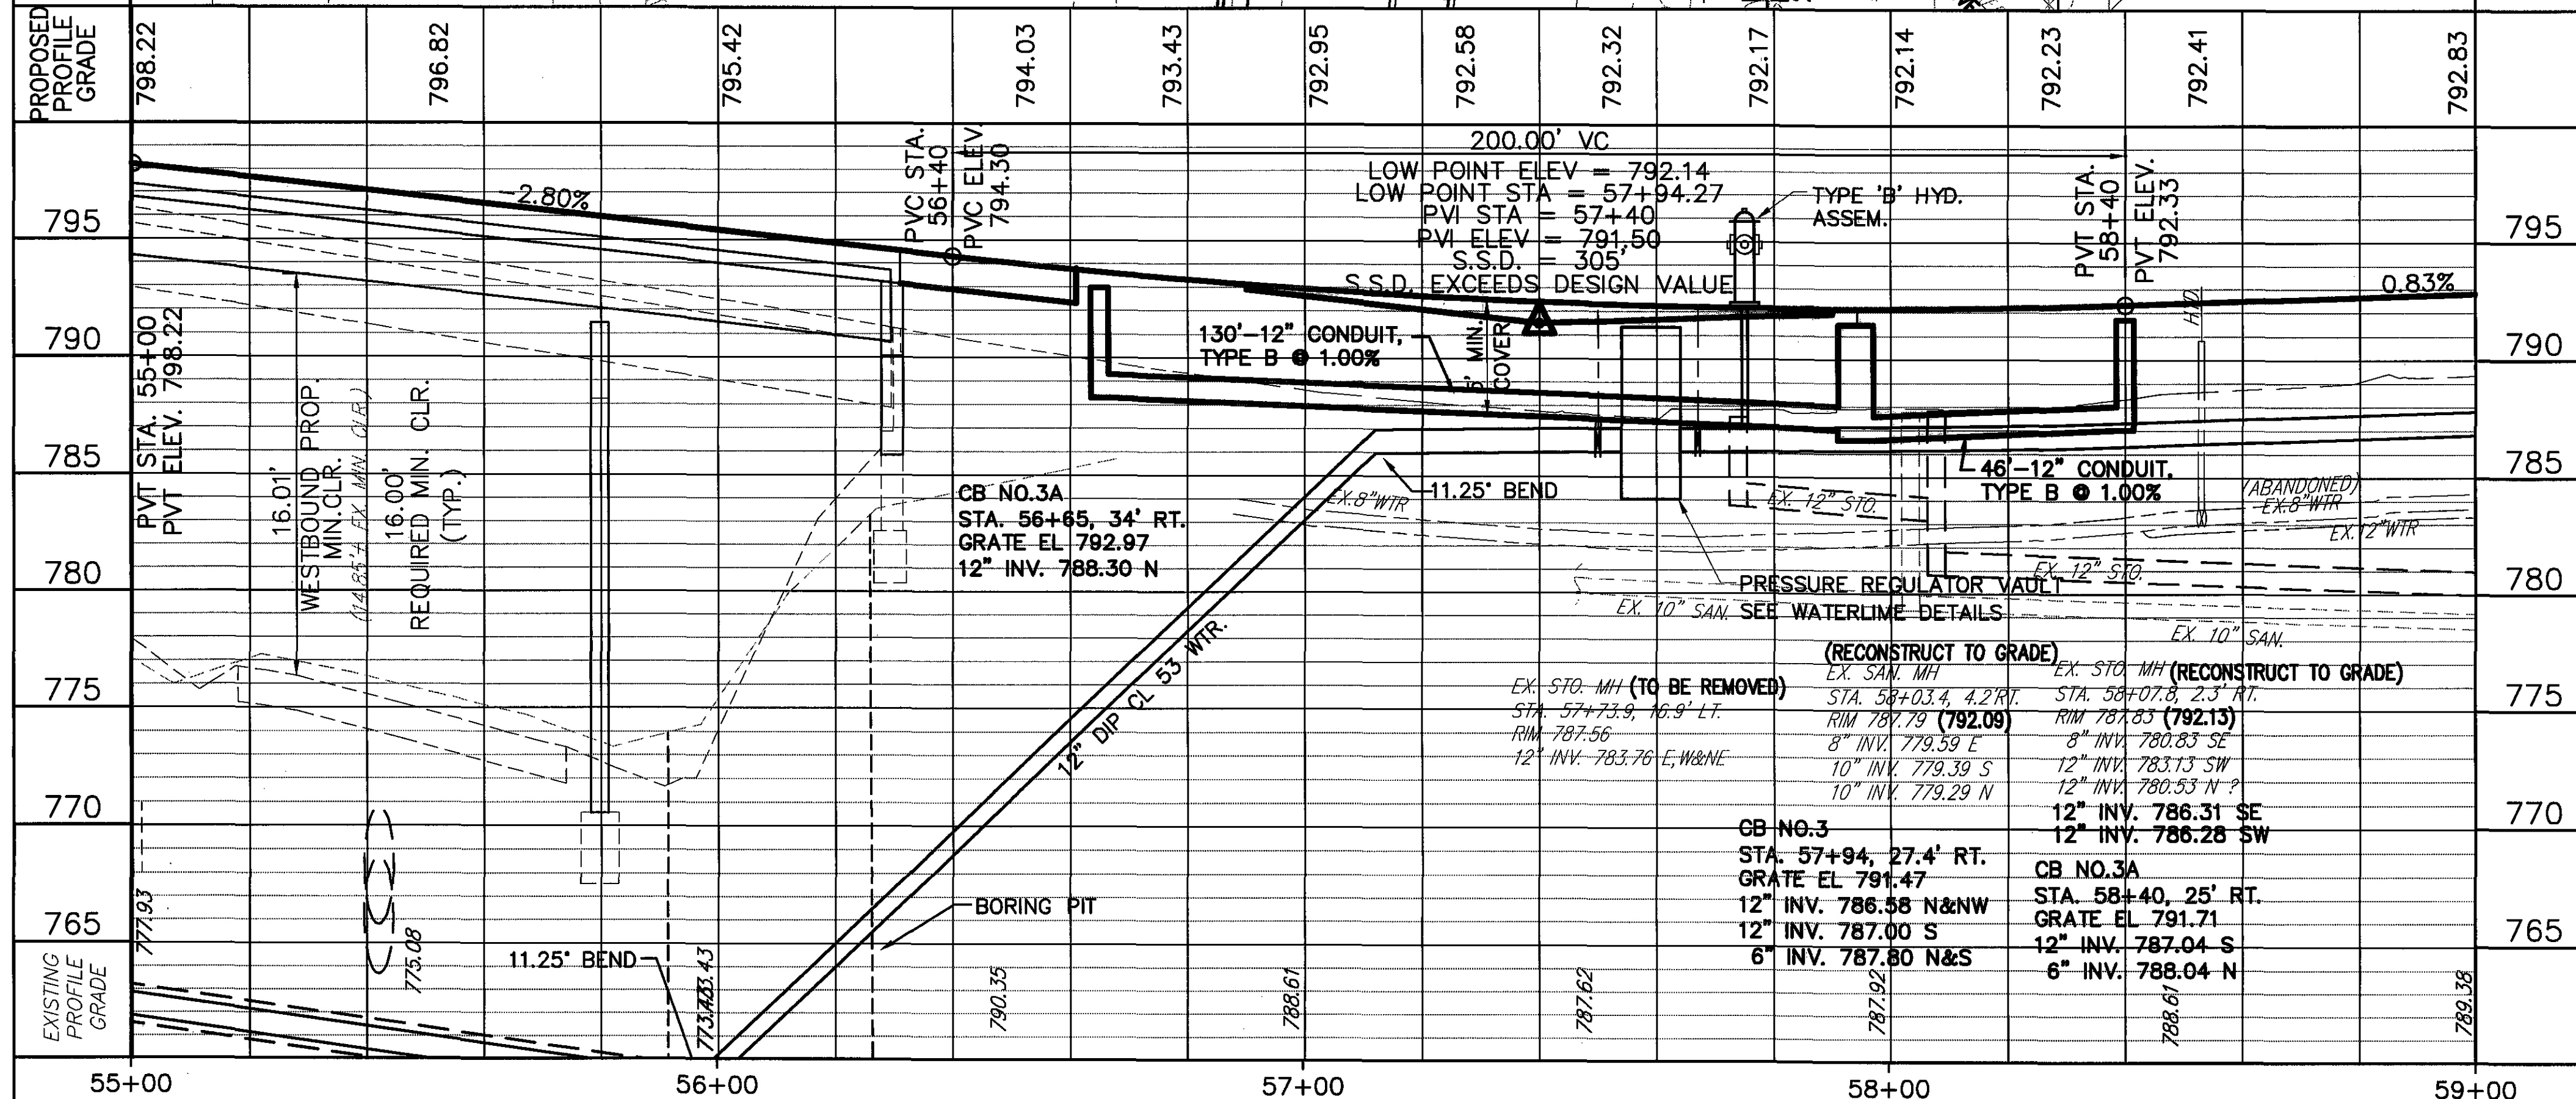 PROPOSED
PROFILE
GRADE
798.22
796.82
795.42
794.03
793.43
792.95
792.58
792.32
792.17
792.14
792.23
792.41
792.83
795
790
785
780
775
770
765
795
790
785
780
775
770
765
-2.80%
PVC STA.
56+40
PVC ELEV.
794.30
200.00' VC
LOW POINT ELEV = 792.14
LOW POINT STA = 57+94.27
PVI STA = 57+40
PVI ELEV = 791.50
S.S.D. = 305'
S.S.D. EXCEEDS DESIGN VALUE
TYPE 'B' HYD.
ASSEM.
PVT STA.
58+40
PVT ELEV.
792.33
0.83%
HYD.
PVT STA. 55+00
PVT ELEV. 798.22
16.01'
WESTBOUND PROP.
MIN.CLR.
(14.85'± EX. MIN. CLR.)
16.00'
REQUIRED MIN. CLR.
(TYP.)
130'-12" CONDUIT,
TYPE B @ 1.00%
5' MIN.
COVER
46'-12" CONDUIT,
TYPE B @ 1.00%
CB NO.3A
STA. 56+65, 34' RT.
GRATE EL 792.97
12" INV. 788.30 N
11.25° BEND
EX.8"WTR
EX. 12" STO.
(ABANDONED)
EX.8"WTR
EX.12"WTR
EX. 12" STO.
PRESSURE REGULATOR VAULT
SEE WATERLIME DETAILS
EX. 10" SAN.
EX. 10" SAN.
12" DIP CL 53 WTR.
EX. STO. MH (TO BE REMOVED)
STA. 57+73.9, 16.9' LT.
RIM 787.56
12" INV. 783.76 E,W&NE
(RECONSTRUCT TO GRADE)
EX. SAN. MH
STA. 58+03.4, 4.2'RT.
RIM 787.79 (792.09)
8" INV. 779.59 E
10" INV. 779.39 S
10" INV. 779.29 N
EX. STO. MH (RECONSTRUCT TO GRADE)
STA. 58+07.8, 2.3' RT.
RIM 787.83 (792.13)
8" INV. 780.83 SE
12" INV. 783.13 SW
12" INV. 780.53 N ?
12" INV. 786.31 SE
12" INV. 786.28 SW
CB NO.3
STA. 57+94, 27.4' RT.
GRATE EL 791.47
12" INV. 786.58 N&NW
12" INV. 787.00 S
6" INV. 787.80 N&S
CB NO.3A
STA. 58+40, 25' RT.
GRATE EL 791.71
12" INV. 787.04 S
6" INV. 788.04 N
BORING PIT
11.25° BEND
EXISTING
PROFILE
GRADE
777.93
775.08
790.35
788.61
787.62
787.92
788.61
789.38
55+00
56+00
57+00
58+00
59+00